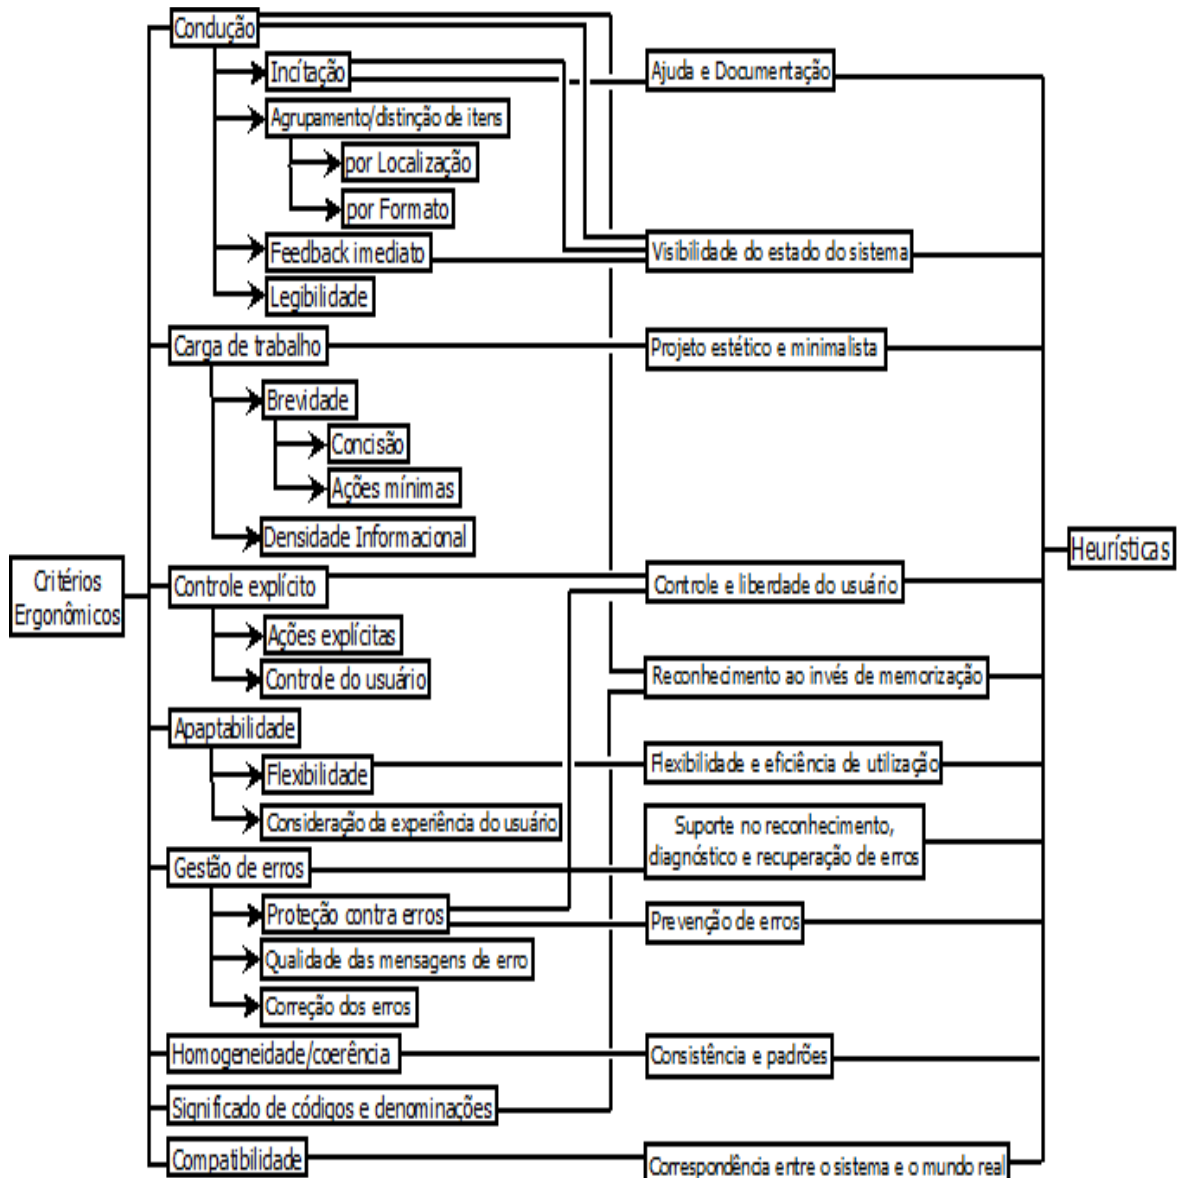 Condução
Incitação
Ajuda e Documentação
Agrupamento/distinção de itens
por Localização
por Formato
Feedback imediato
Visibilidade do estado do sistema
Legibilidade
Carga de trabalho
Projeto estético e minimalista
Brevidade
Concisão
Ações mínimas
Densidade Informacional
Heurísticas
Critérios
Ergonômicos
Controle explícito
Controle e liberdade do usuário
Ações explícitas
Controle do usuário
Reconhecimento ao invés de memorização
Apaptabilidade
Flexibilidade
Flexibilidade e eficiência de utilização
Consideração da experiência do usuário
Suporte no reconhecimento,
diagnóstico e recuperação de erros
Gestão de erros
Proteção contra erros
Prevenção de erros
Qualidade das mensagens de erro
Correção dos erros
Homogeneidade/coerência
Consistência e padrões
Significado de códigos e denominações
Compatibilidade
Correspondência entre o sistema e o mundo real